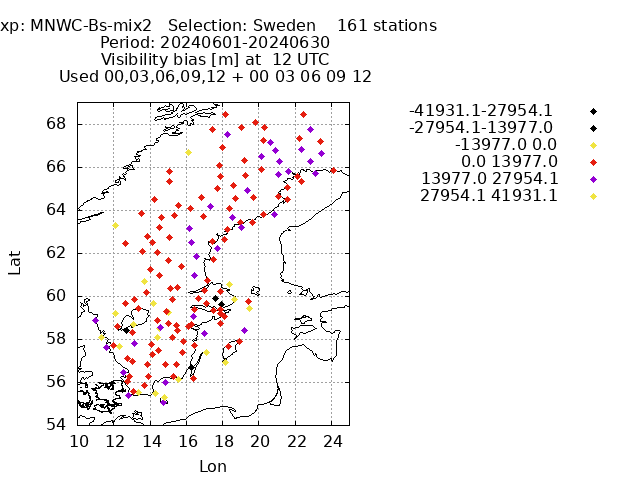 xp: MNWC-Bs-mix2 Selection: Sweden 161 stations
Period: 20240601-20240630
Visibility bias [m] at 12 UTC
Used 00,03,06,09,12 + 00 03 06 09 12
-41931.1-27954.1
-27954.1-13977.0
-13977.0 0.0
0.0 13977.0
13977.0 27954.1
27954.1 41931.1
68
66
64
62
60
58
56
54
Lat
10 12 14 16 18 20 22 24
Lon